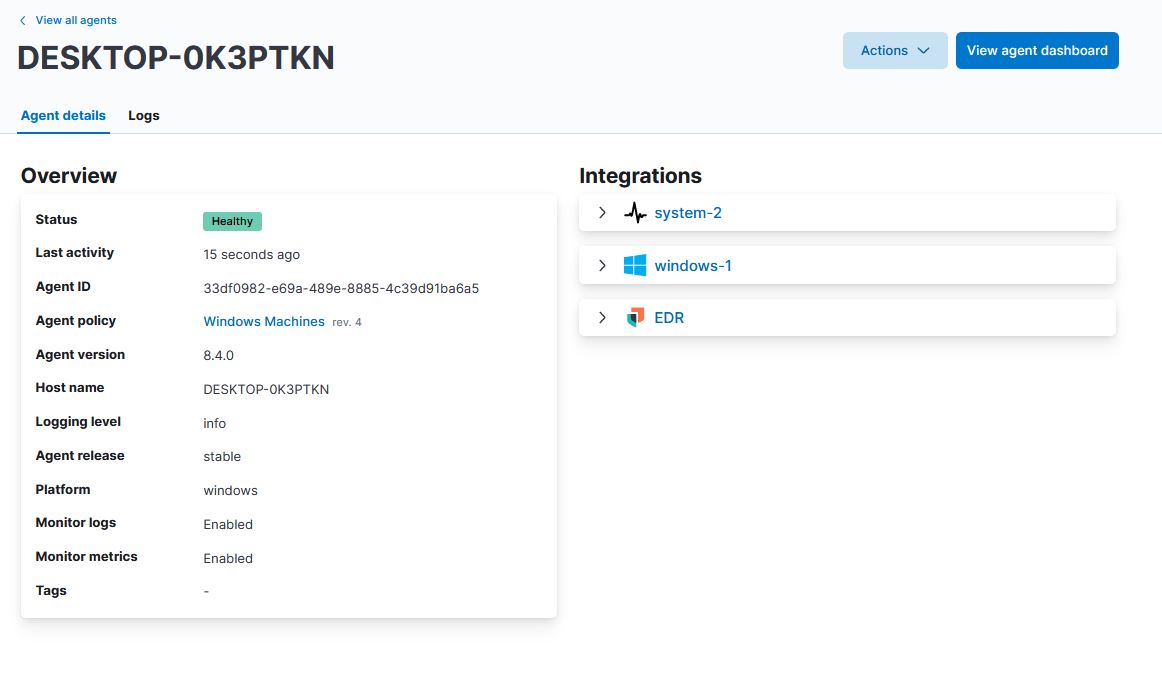 View all agents
DESKTOP-0K3PTKN
Actions
View agent dashboard
Agent details
Logs
Overview
Status
Healthy
Last activity
15 seconds ago
Agent ID
33df0982-e69a-489e-8885-4c39d91ba6a5
Agent policy
Windows Machines rev. 4
Agent version
8.4.0
Host name
DESKTOP-0K3PTKN
Logging level
info
Agent release
stable
Platform
windows
Monitor logs
Enabled
Monitor metrics
Enabled
Tags
-
Integrations
system-2
windows-1
EDR